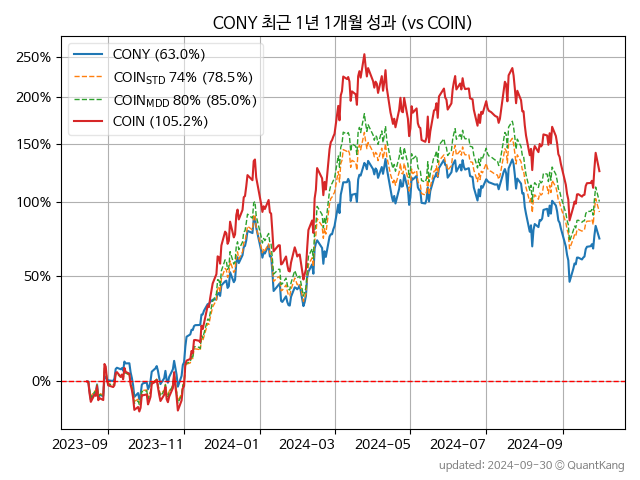 CONY 최근 1년 1개월 성과 (vs COIN)
CONY (63.0%)
COIN_STD 74% (78.5%)
COIN_MDD 80% (85.0%)
COIN (105.2%)
250%
200%
150%
100%
50%
0%
2023-09 2023-11 2024-01 2024-03 2024-05 2024-07 2024-09
updated: 2024-09-30 © QuantKang